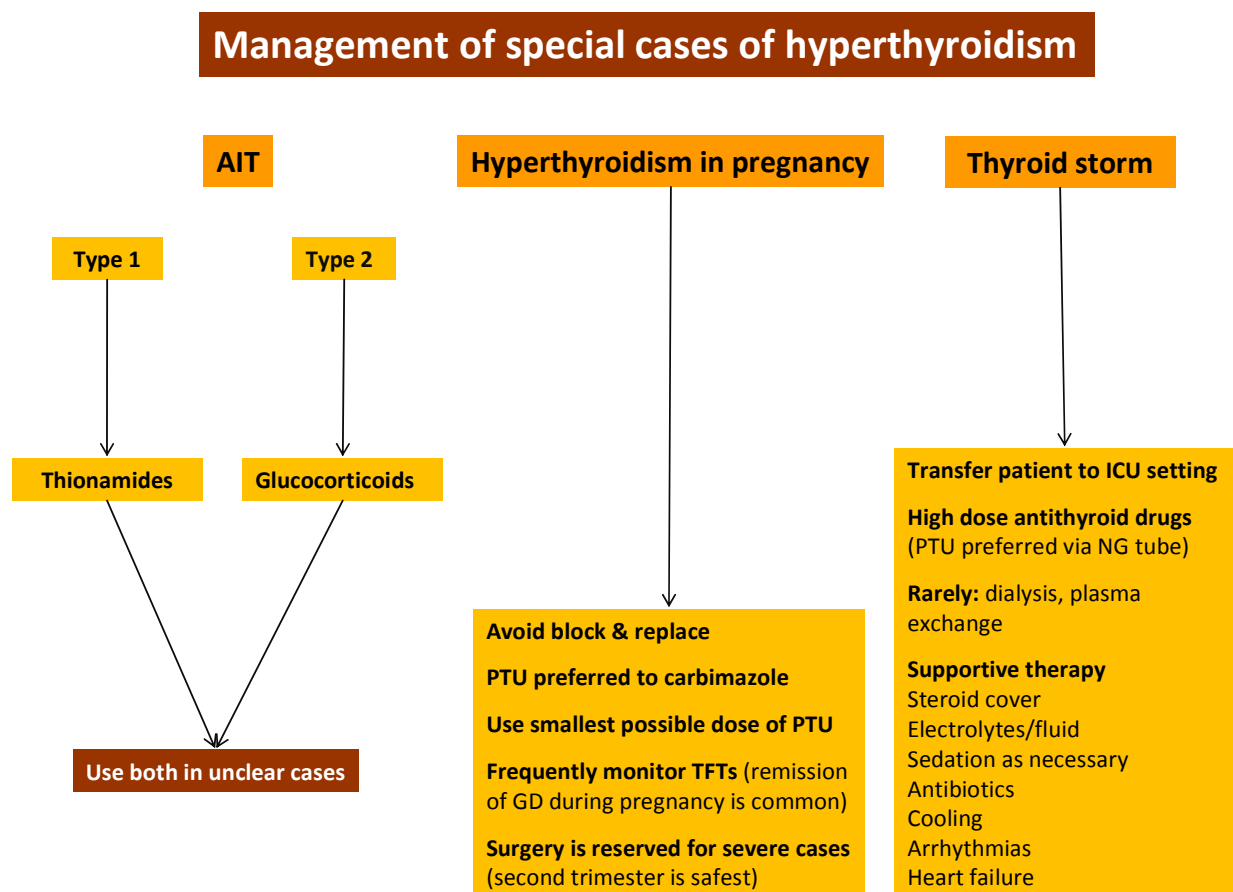 Management of special cases of hyperthyroidism
AIT
Type 1
Type 2
Thionamides
Glucocorticoids
Use both in unclear cases
Hyperthyroidism in pregnancy
Avoid block & replace
PTU preferred to carbimazole
Use smallest possible dose of PTU
Frequently monitor TFTs (remission
of GD during pregnancy is common)
Surgery is reserved for severe cases
(second trimester is safest)
Thyroid storm
Transfer patient to ICU setting
High dose antithyroid drugs
(PTU preferred via NG tube)
Rarely: dialysis, plasma
exchange
Supportive therapy
Steroid cover
Electrolytes/fluid
Sedation as necessary
Antibiotics
Cooling
Arrhythmias
Heart failure